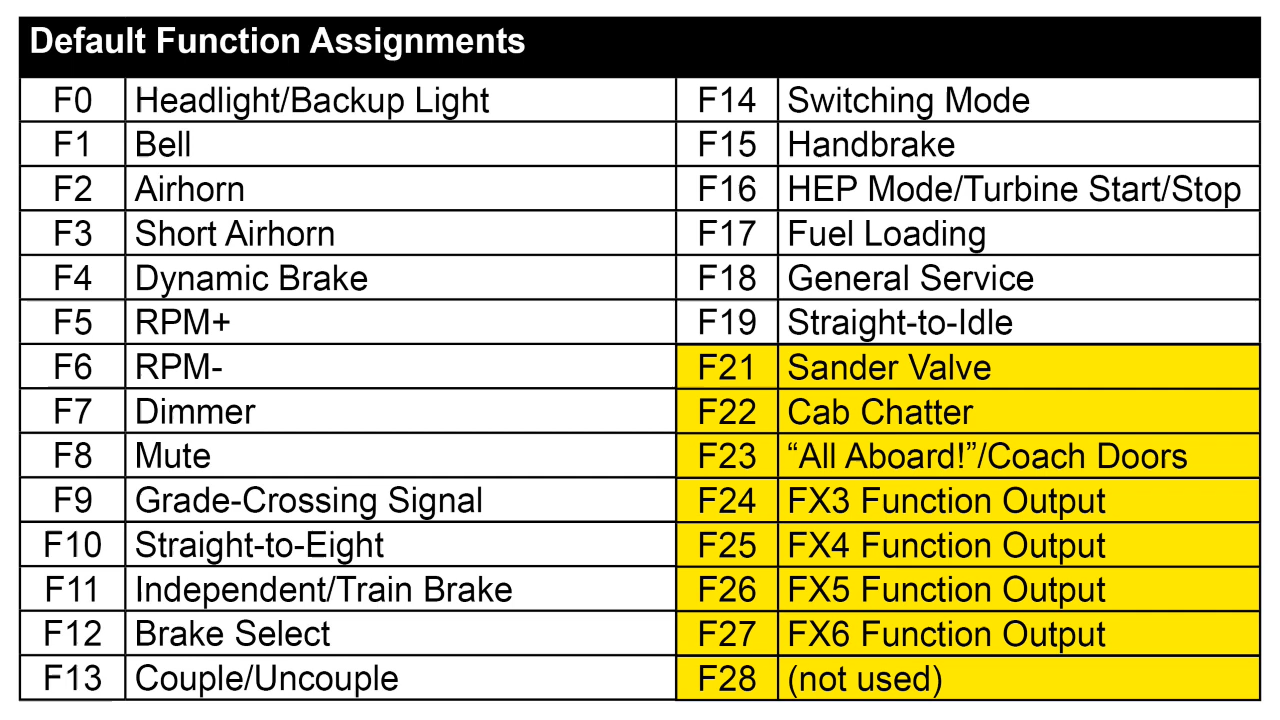 Default Function Assignments
F0 Headlight/Backup Light
F1 Bell
F2 Airhorn
F3 Short Airhorn
F4 Dynamic Brake
F5 RPM+
F6 RPM-
F7 Dimmer
F8 Mute
F9 Grade-Crossing Signal
F10 Straight-to-Eight
F11 Independent/Train Brake
F12 Brake Select
F13 Couple/Uncouple
F14 Switching Mode
F15 Handbrake
F16 HEP Mode/Turbine Start/Stop
F17 Fuel Loading
F18 General Service
F19 Straight-to-Idle
F21 Sander Valve
F22 Cab Chatter
F23 “All Aboard!”/Coach Doors
F24 FX3 Function Output
F25 FX4 Function Output
F26 FX5 Function Output
F27 FX6 Function Output
F28 (not used)